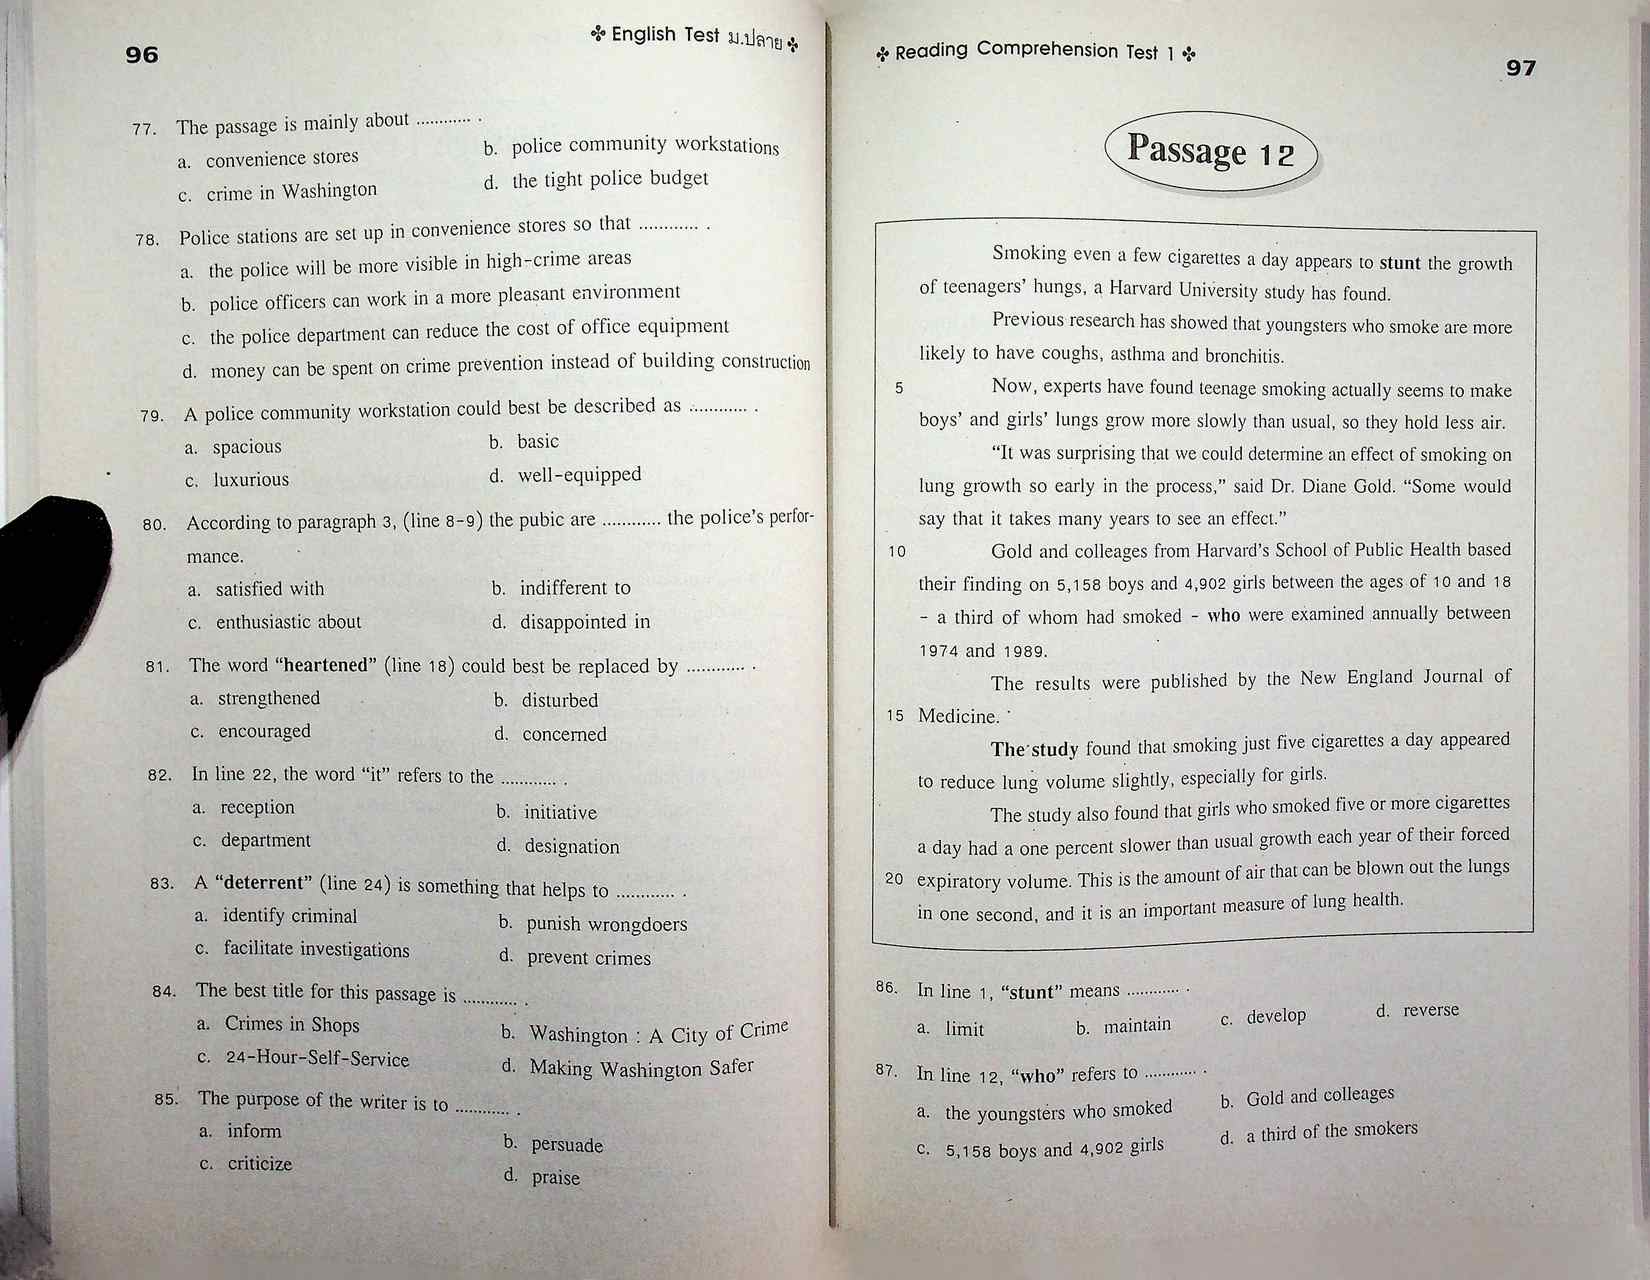 96
✤ English Test ม.ปลาย ✤
77. The passage is mainly about ............ .
a. convenience stores b. police community workstations
c. crime in Washington d. the tight police budget
78. Police stations are set up in convenience stores so that ............ .
a. the police will be more visible in high-crime areas
b. police officers can work in a more pleasant environment
c. the police department can reduce the cost of office equipment
d. money can be spent on crime prevention instead of building construction
79. A police community workstation could best be described as ............ .
a. spacious b. basic
c. luxurious d. well-equipped
80. According to paragraph 3, (line 8-9) the pubic are ............ the police's perfor-
mance.
a. satisfied with b. indifferent to
c. enthusiastic about d. disappointed in
81. The word "heartened" (line 18) could best be replaced by ............ .
a. strengthened b. disturbed
c. encouraged d. concerned
82. In line 22, the word "it" refers to the ............ .
a. reception b. initiative
c. department d. designation
83. A "deterrent" (line 24) is something that helps to ............ .
a. identify criminal b. punish wrongdoers
c. facilitate investigations d. prevent crimes
84. The best title for this passage is ............ .
a. Crimes in Shops b. Washington : A City of Crime
c. 24-Hour-Self-Service d. Making Washington Safer
85. The purpose of the writer is to ............ .
a. inform b. persuade
c. criticize d. praise
✤ Reading Comprehension Test 1 ✤
97
Passage 12
Smoking even a few cigarettes a day appears to stunt the growth
of teenagers' hungs, a Harvard University study has found.
Previous research has showed that youngsters who smoke are more
likely to have coughs, asthma and bronchitis.
5 Now, experts have found teenage smoking actually seems to make
boys' and girls' lungs grow more slowly than usual, so they hold less air.
"It was surprising that we could determine an effect of smoking on
lung growth so early in the process," said Dr. Diane Gold. "Some would
say that it takes many years to see an effect."
10 Gold and colleages from Harvard's School of Public Health based
their finding on 5,158 boys and 4,902 girls between the ages of 10 and 18
- a third of whom had smoked - who were examined annually between
1974 and 1989.
The results were published by the New England Journal of
15 Medicine.
The study found that smoking just five cigarettes a day appeared
to reduce lung volume slightly, especially for girls.
The study also found that girls who smoked five or more cigarettes
a day had a one percent slower than usual growth each year of their forced
20 expiratory volume. This is the amount of air that can be blown out the lungs
in one second, and it is an important measure of lung health.
86. In line 1, "stunt" means ............ .
a. limit b. maintain c. develop d. reverse
87. In line 12, "who" refers to ............ .
a. the youngsters who smoked b. Gold and colleages
c. 5,158 boys and 4,902 girls d. a third of the smokers